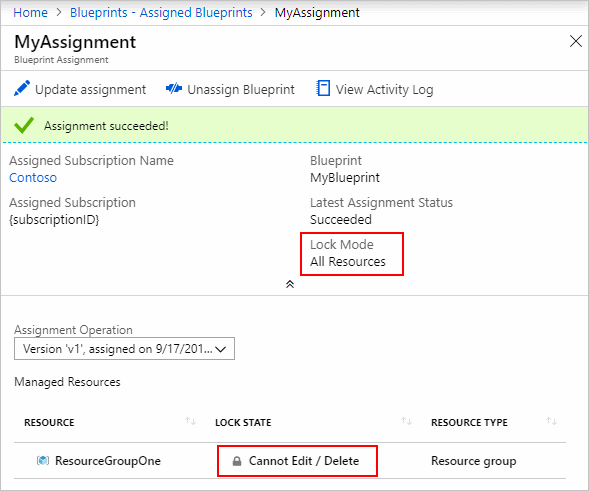 Home > Blueprints - Assigned Blueprints > MyAssignment
MyAssignment
Blueprint Assignment
Update assignment Unassign Blueprint View Activity Log
Assignment succeeded!
Assigned Subscription Name
Contoso
Blueprint
MyBlueprint
Assigned Subscription
{subscriptionID}
Latest Assignment Status
Succeeded
Lock Mode
All Resources
Assignment Operation
Version 'v1', assigned on 9/17/201...
Managed Resources
RESOURCE LOCK STATE RESOURCE TYPE
ResourceGroupOne Cannot Edit / Delete Resource group